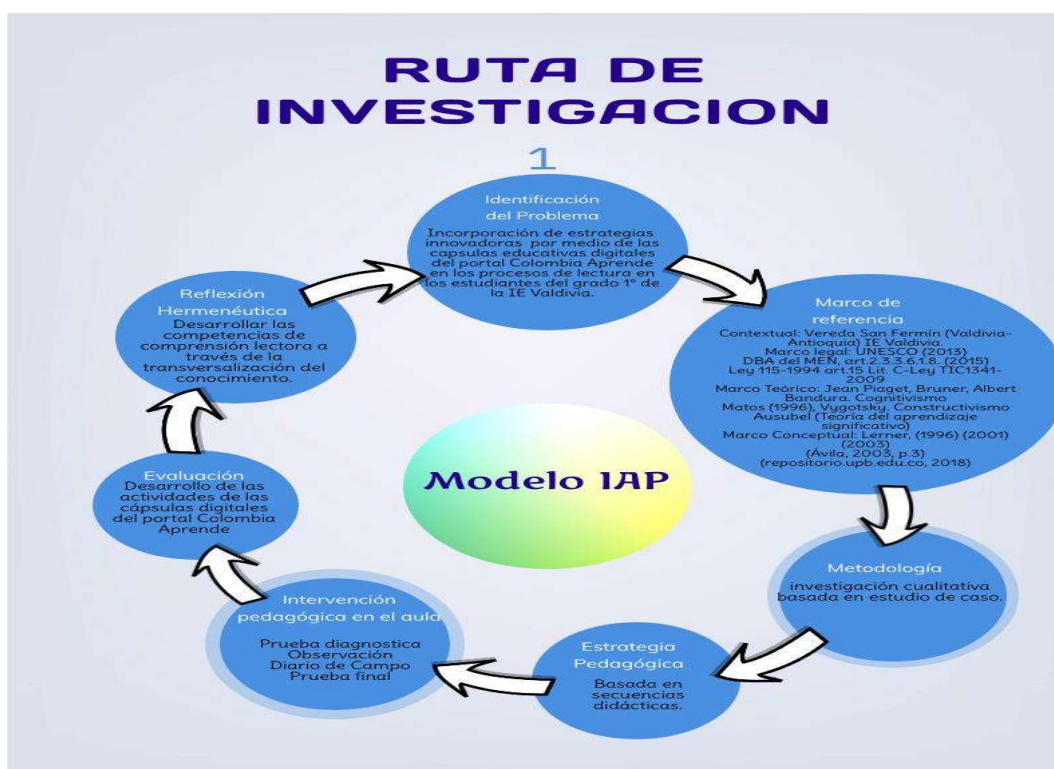 RUTA DE
INVESTIGACION
1
Identificación
del Problema
Incorporación de estrategias
innovadoras por medio de las
capsulas educativas digitales
del portal Colombia Aprende
en los procesos de lectura en
los estudiantes del grado 1° de
la IE Valdivia.
Marco de
referencia
Contextual: Vereda San Fermín (Valdivia-
Antioquia) IE Valdivia.
Marco legal: UNESCO (2013)
DBA del MEN, art.2.3.3.6.1.8. (2015)
Ley 115-1994 art.15 Lit. C-Ley TIC1341-
2009
Marco Teórico: Jean Piaget, Bruner, Albert
Bandura. Cognitivismo
Matos (1996), Vygotsky. Constructivismo
Ausubel (Teoría del aprendizaje
significativo)
Marco Conceptual: Lerner, (1996) (2001)
(2003)
(Ávila, 2003, p.3)
(repositorio.upb.edu.co, 2018)
Metodología
investigación cualitativa
basada en estudio de caso.
Estrategia
Pedagógica
Basada en
secuencias
didácticas.
Intervención
pedagógica en el aula
Prueba diagnostica
Observación
Diario de Campo
Prueba final
Evaluación
Desarrollo de las
actividades de las
cápsulas digitales
del portal Colombia
Aprende
Reflexión
Hermenéutica
Desarrollar las
competencias de
comprensión lectora a
través de la
transversalización del
conocimiento.
Modelo IAP